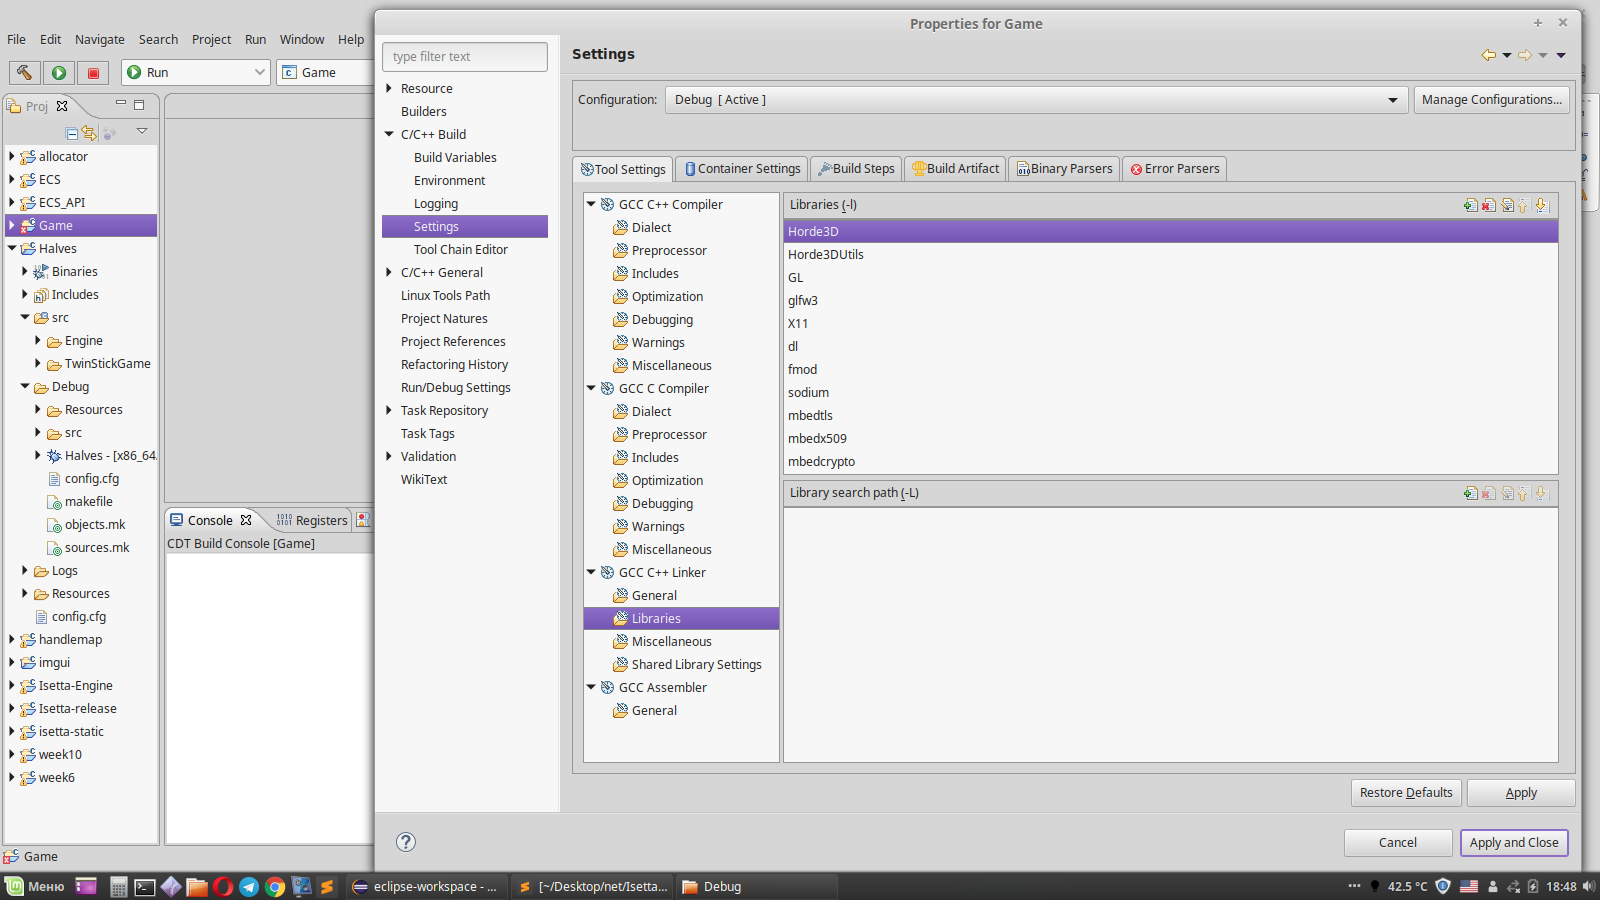 Properties for Game
File Edit Navigate Search Project Run Window Help
Run
Game
Proj
allocator
ECS
ECS_API
Game
Halves
Binaries
Includes
src
Engine
TwinStickGame
Debug
Resources
src
Halves - [x86_64
config.cfg
makefile
objects.mk
sources.mk
Logs
Resources
config.cfg
handlemap
imgui
Isetta-Engine
Isetta-release
isetta-static
week10
week6
Console
Registers
CDT Build Console [Game]
type filter text
Resource
Builders
C/C++ Build
Build Variables
Environment
Logging
Settings
Tool Chain Editor
C/C++ General
Linux Tools Path
Project Natures
Project References
Refactoring History
Run/Debug Settings
Task Repository
Task Tags
Validation
WikiText
Settings
Configuration:
Debug [ Active ]
Manage Configurations...
Tool Settings
Container Settings
Build Steps
Build Artifact
Binary Parsers
Error Parsers
GCC C++ Compiler
Dialect
Preprocessor
Includes
Optimization
Debugging
Warnings
Miscellaneous
GCC C Compiler
Dialect
Preprocessor
Includes
Optimization
Debugging
Warnings
Miscellaneous
GCC C++ Linker
General
Libraries
Miscellaneous
Shared Library Settings
GCC Assembler
General
Libraries (-l)
Horde3D
Horde3DUtils
GL
glfw3
X11
dl
fmod
sodium
mbedtls
mbedx509
mbedcrypto
Library search path (-L)
Restore Defaults
Apply
Cancel
Apply and Close
Game
Меню
eclipse-workspace - ...
[~/Desktop/net/Isetta...
Debug
42.5 °C
18:48